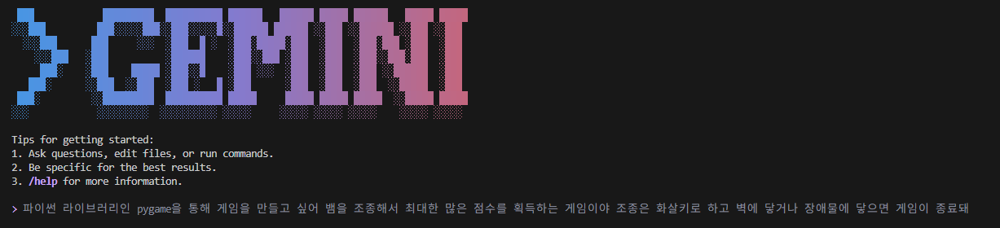 > GEMINI
Tips for getting started:
1. Ask questions, edit files, or run commands.
2. Be specific for the best results.
3. /help for more information.
> 파이썬 라이브러리인 pygame을 통해 게임을 만들고 싶어 뱀을 조종해서 최대한 많은 점수를 획득하는 게임이야 조종은 화살키로 하고 벽에 닿거나 장애물에 닿으면 게임이 종료돼